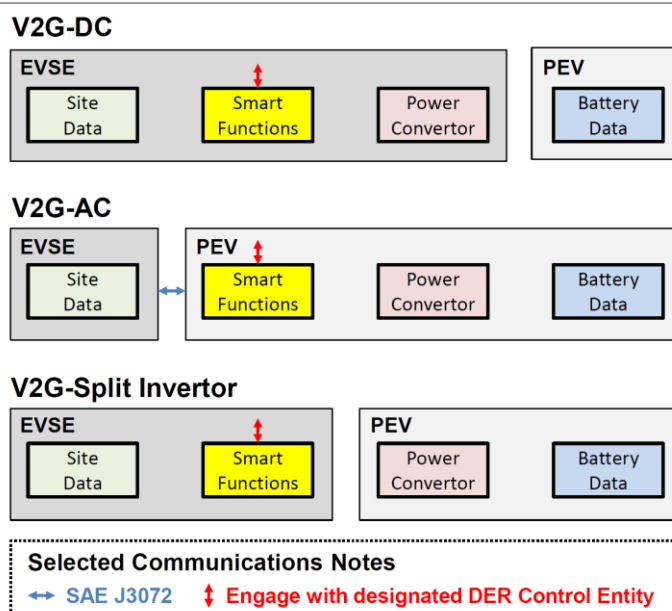 V2G-DC
EVSE
PEV
Site
Data
Smart
Functions
Power
Convertor
Battery
Data
V2G-AC
EVSE
PEV
Site
Data
Smart
Functions
Power
Convertor
Battery
Data
V2G-Split Invertor
EVSE
PEV
Site
Data
Smart
Functions
Power
Convertor
Battery
Data
Selected Communications Notes
SAE J3072
Engage with designated DER Control Entity